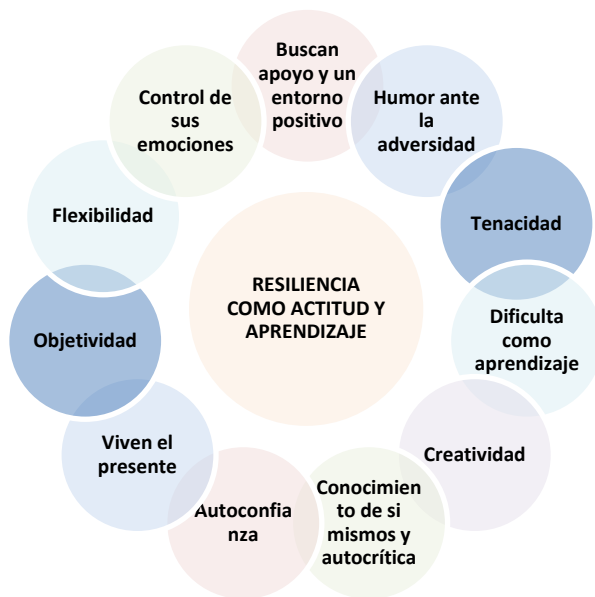 Buscan
apoyo y un
entorno
positivo
Humor ante
la
adversidad
Tenacidad
Dificulta
como
aprendizaje
Creatividad
Conocimien
to de si
mismos y
autocrítica
Autoconfia
nza
Viven el
presente
Objetividad
Flexibilidad
Control de
sus
emociones
RESILIENCIA
COMO ACTITUD Y
APRENDIZAJE